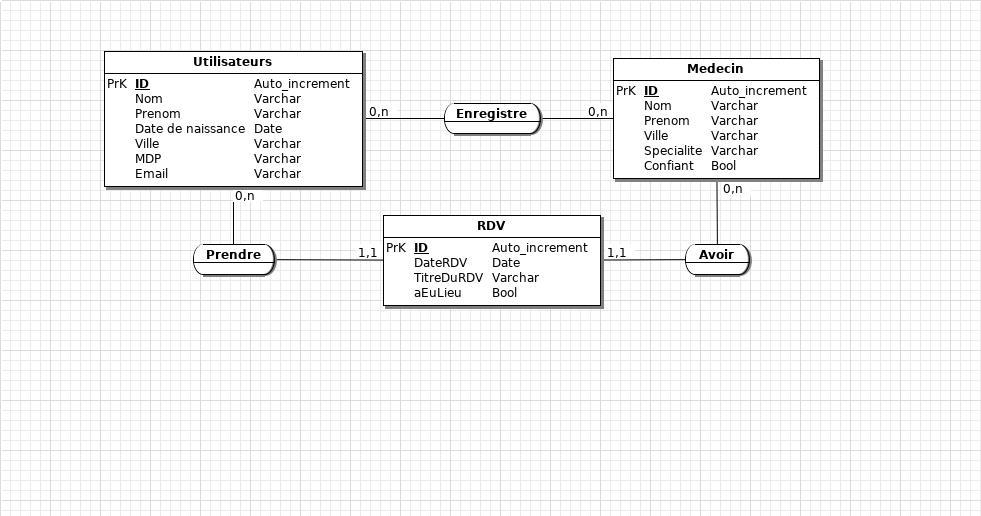 Utilisateurs
PrK ID Auto_increment
Nom Varchar
Prenom Varchar
Date de naissance Date
Ville Varchar
MDP Varchar
Email Varchar
0,n
Enregistre
0,n
Medecin
PrK ID Auto_increment
Nom Varchar
Prenom Varchar
Ville Varchar
Specialite Varchar
Confiant Bool
0,n
0,n
Prendre
1,1
RDV
PrK ID Auto_increment
DateRDV Date
TitreDuRDV Varchar
aEuLieu Bool
1,1
Avoir